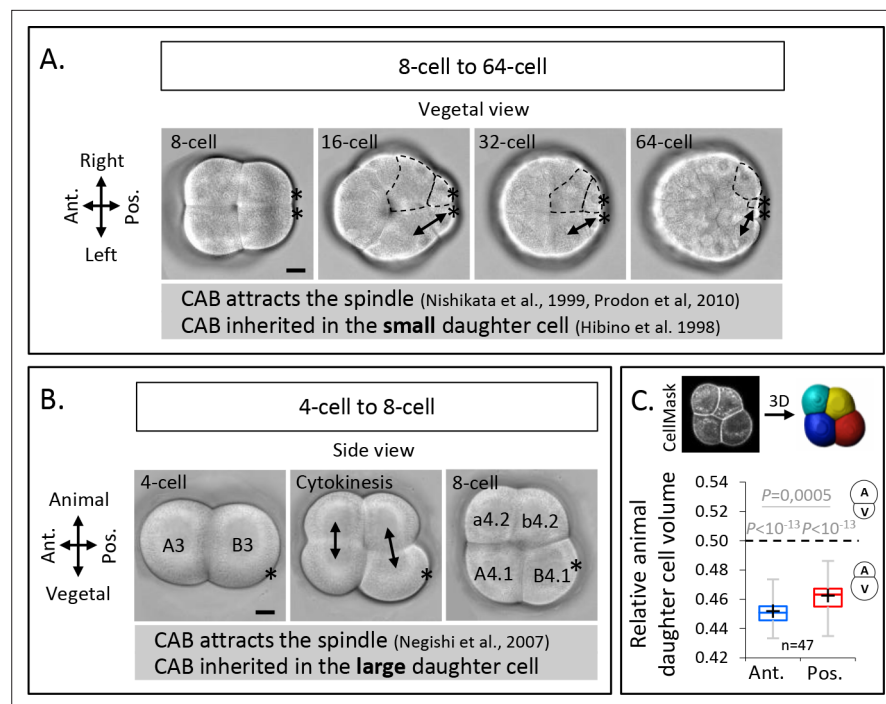 A.
8-cell to 64-cell
Vegetal view
8-cell 16-cell 32-cell 64-cell
Right
Ant. Pos.
Left
* * * * * * * *
CAB attracts the spindle (Nishikata et al., 1999, Prodon et al, 2010)
CAB inherited in the small daughter cell (Hibino et al. 1998)
B.
4-cell to 8-cell
Side view
4-cell Cytokinesis 8-cell
Animal
Ant. Pos.
Vegetal
A3 B3
a4.2 b4.2
A4.1 B4.1
* * *
CAB attracts the spindle (Negishi et al., 2007)
CAB inherited in the large daughter cell
C.
CellMask
3D
Relative animal
daughter cell volume
0.54
0.52
0.50
0.48
0.46
0.44
0.42
P=0,0005
P<10⁻¹³ P<10⁻¹³
A
V
A
V
n=47
Ant. Pos.